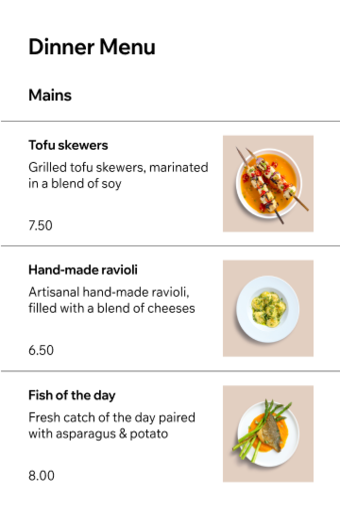 Dinner Menu
Mains
Tofu skewers
Grilled tofu skewers, marinated
in a blend of soy
7.50
Hand-made ravioli
Artisanal hand-made ravioli,
filled with a blend of cheeses
6.50
Fish of the day
Fresh catch of the day paired
with asparagus & potato
8.00